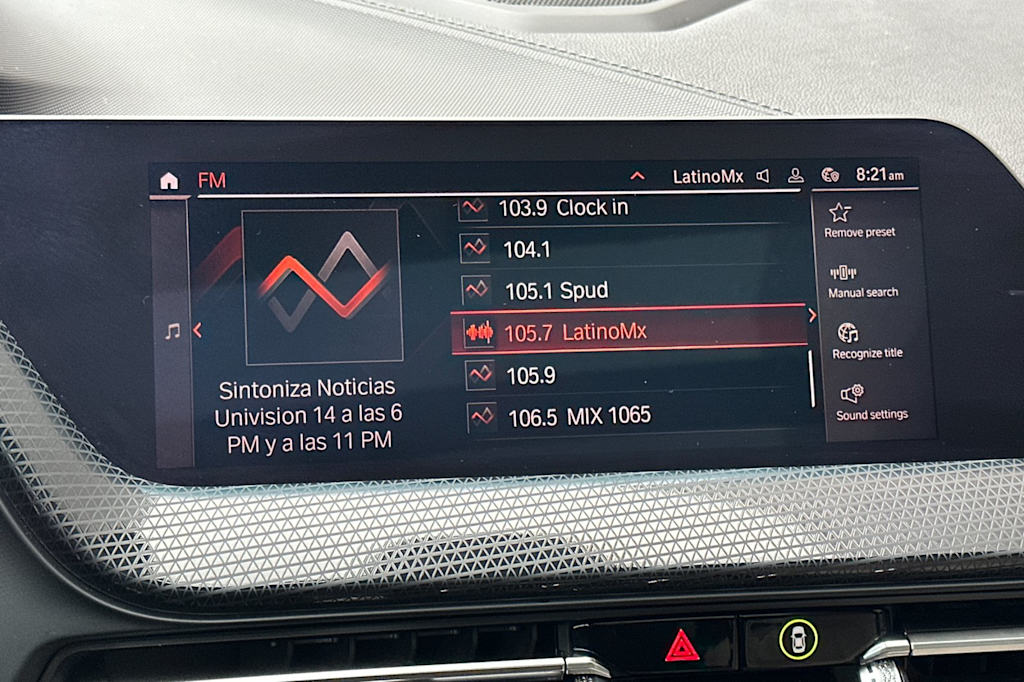 FM
LatinoMx
8:21am
Sintoniza Noticias
Univision 14 a las 6
PM y a las 11 PM
103.9 Clock in
104.1
105.1 Spud
105.7 LatinoMx
105.9
106.5 MIX 1065
Remove preset
Manual search
Recognize title
Sound settings